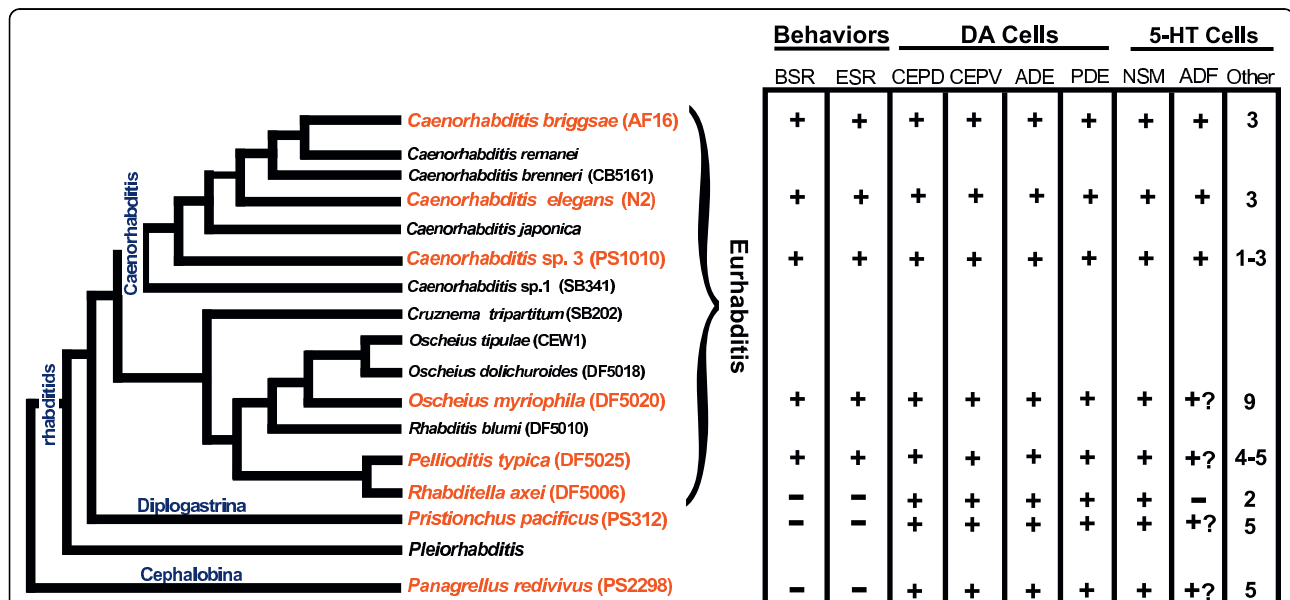 Behaviors DA Cells 5-HT Cells
BSR ESR CEPD CEPV ADE PDE NSM ADF Other
Caenorhabditis briggsae (AF16) + + + + + + + + 3
Caenorhabditis remanei
Caenorhabditis brenneri (CB5161)
Caenorhabditis elegans (N2) + + + + + + + + 3
Caenorhabditis japonica
Caenorhabditis sp. 3 (PS1010) + + + + + + + + 1-3
Caenorhabditis sp.1 (SB341)
Cruznema tripartitum (SB202)
Oscheius tipulae (CEW1)
Oscheius dolichuroides (DF5018)
Oscheius myriophila (DF5020) + + + + + + + +? 9
Rhabditis blumi (DF5010)
Pellioditis typica (DF5025) + + + + + + + +? 4-5
Rhabditella axei (DF5006) - - + + + + + - 2
Pristionchus pacificus (PS312) - - + + + + + +? 5
Pleiorhabditis
Panagrellus redivivus (PS2298) - - + + + + + +? 5
Caenorhabditis
rhabditids
Diplogastrina
Cephalobina
Eurhabditis